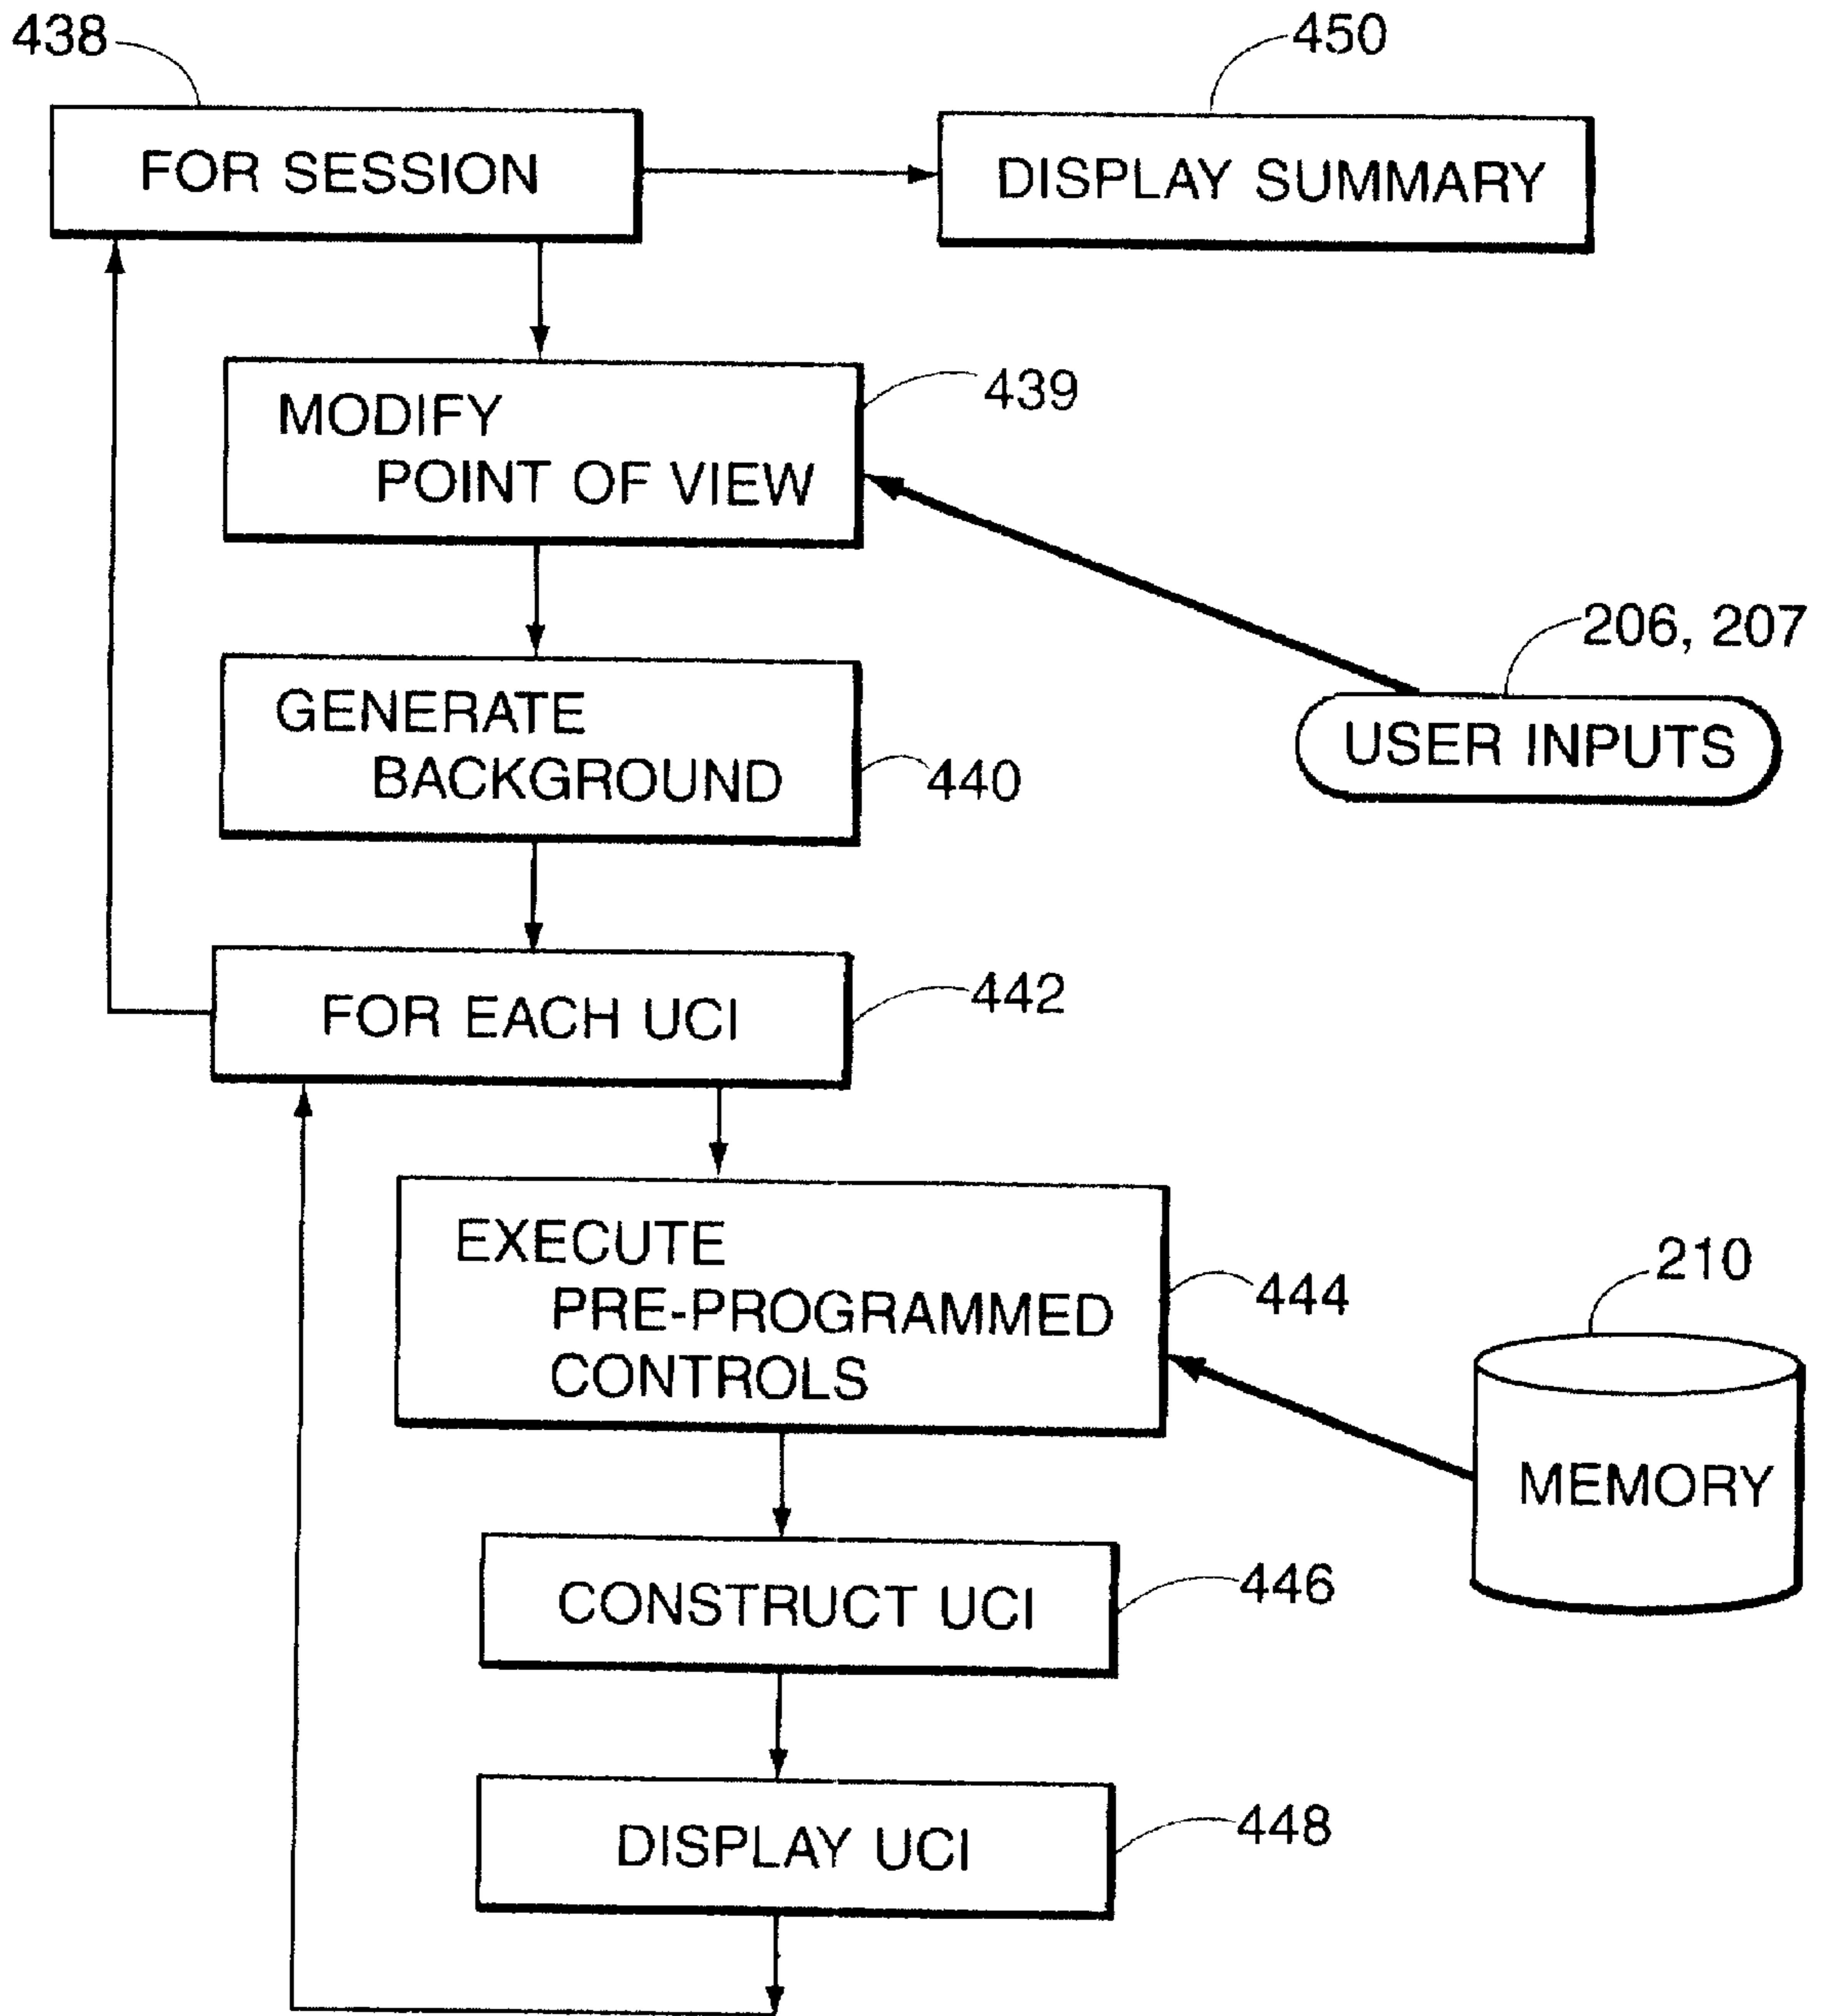 438
450
FOR SESSION
DISPLAY SUMMARY
439
MODIFY
POINT OF VIEW
206, 207
USER INPUTS
GENERATE
BACKGROUND
440
FOR EACH UCI
442
EXECUTE
PRE-PROGRAMMED
CONTROLS
444
210
MEMORY
CONSTRUCT UCI
446
DISPLAY UCI
448